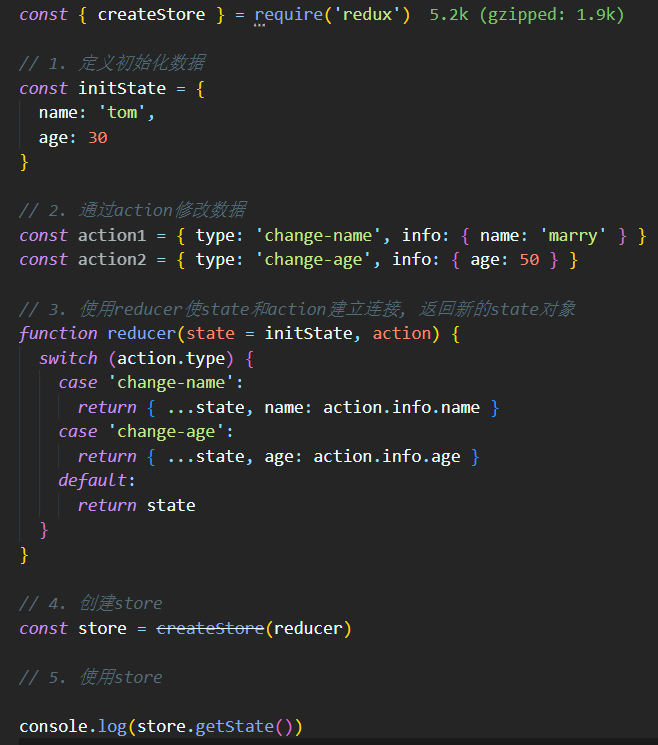 const { createStore } = require('redux') 5.2k (gzipped: 1.9k)
// 1. 定义初始化数据
const initState = {
name: 'tom',
age: 30
}
// 2. 通过action修改数据
const action1 = { type: 'change-name', info: { name: 'marry' } }
const action2 = { type: 'change-age', info: { age: 50 } }
// 3. 使用reducer使state和action建立连接, 返回新的state对象
function reducer(state = initState, action) {
switch (action.type) {
case 'change-name':
return { ...state, name: action.info.name }
case 'change-age':
return { ...state, age: action.info.age }
default:
return state
}
}
// 4. 创建store
const store = createStore(reducer)
// 5. 使用store
console.log(store.getState())